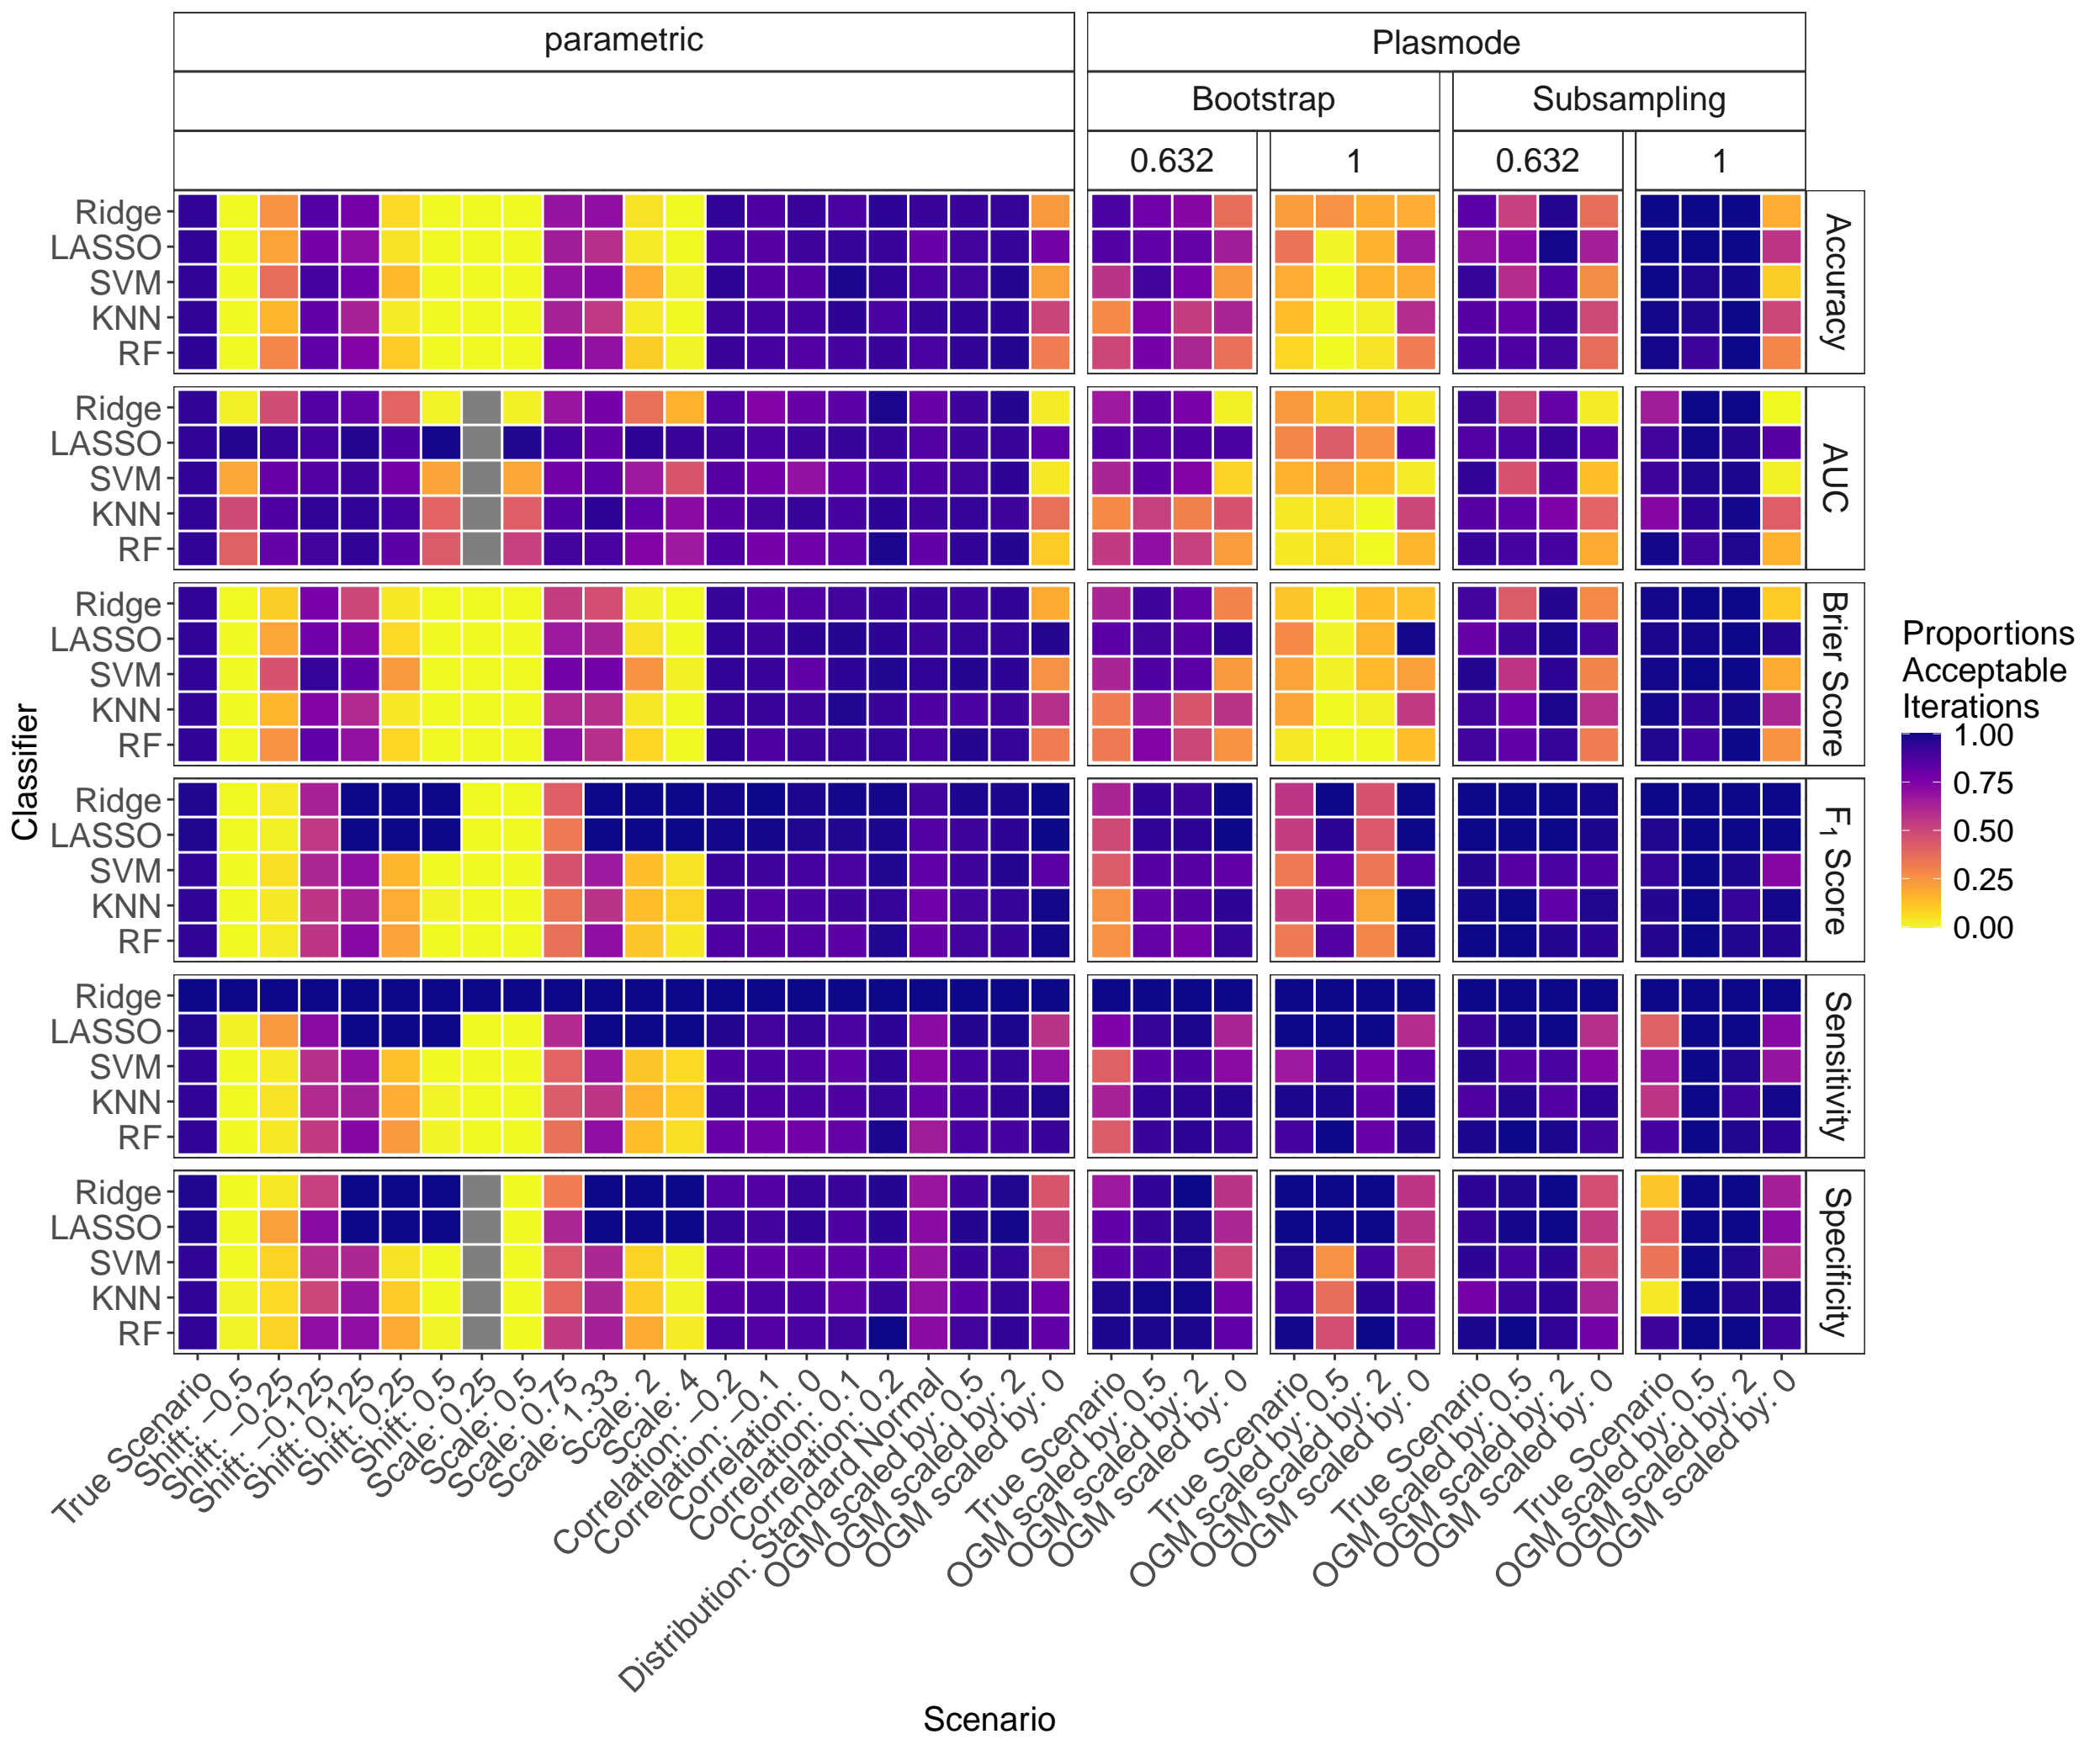 parametric
Plasmode
Bootstrap
Subsampling
0.632
1
0.632
1
Ridge
LASSO
SVM
KNN
RF
Accuracy
Ridge
LASSO
SVM
KNN
RF
AUC
Ridge
LASSO
SVM
KNN
RF
Brier Score
Ridge
LASSO
SVM
KNN
RF
F1 Score
Ridge
LASSO
SVM
KNN
RF
Sensitivity
Ridge
LASSO
SVM
KNN
RF
Specificity
Classifier
True Scenario
Shift: −0.5
Shift: −0.25
Shift: −0.125
Shift: 0.125
Shift: 0.25
Shift: 0.5
Scale: 0.25
Scale: 0.5
Scale: 0.75
Scale: 1.33
Scale: 2
Scale: 4
Correlation: −0.2
Correlation: −0.1
Correlation: 0
Correlation: 0.1
Correlation: 0.2
Distribution: Standard Normal
OGM scaled by: 0.5
OGM scaled by: 2
OGM scaled by: 0
True Scenario
OGM scaled by: 0.5
OGM scaled by: 2
OGM scaled by: 0
True Scenario
OGM scaled by: 0.5
OGM scaled by: 2
OGM scaled by: 0
True Scenario
OGM scaled by: 0.5
OGM scaled by: 2
OGM scaled by: 0
True Scenario
OGM scaled by: 0.5
OGM scaled by: 2
OGM scaled by: 0
Scenario
Proportions
Acceptable
Iterations
1.00
0.75
0.50
0.25
0.00